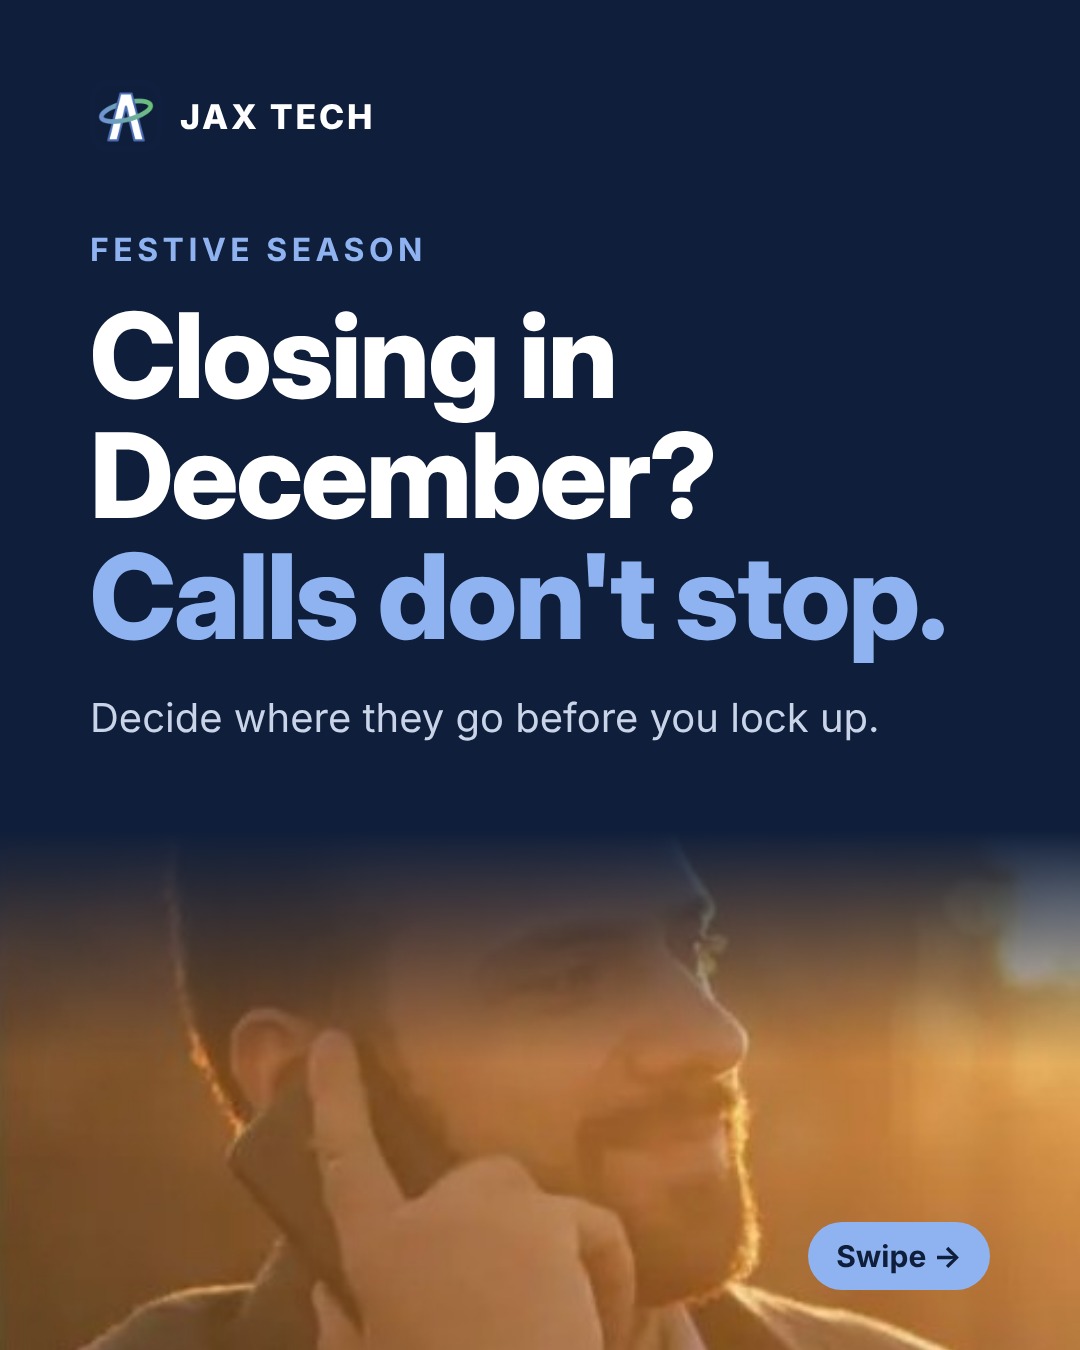 JAX TECH
FESTIVE SEASON
Closing in
December?
Calls don't stop.
Decide where they go before you lock up.
Swipe →